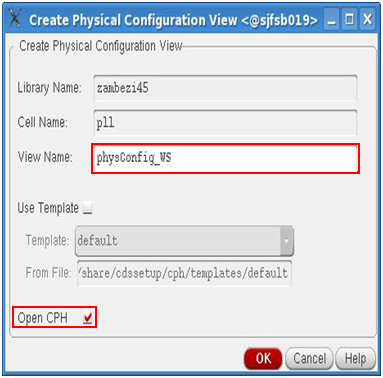 Create Physical Configuration View <@sjfsb019>
Create Physical Configuration View
Library Name: zambezi45
Cell Name: pll
View Name: physConfig_WS
Use Template
Template: default
From File: /share/cdssetup/cph/templates/default
Open CPH
OK Cancel Help